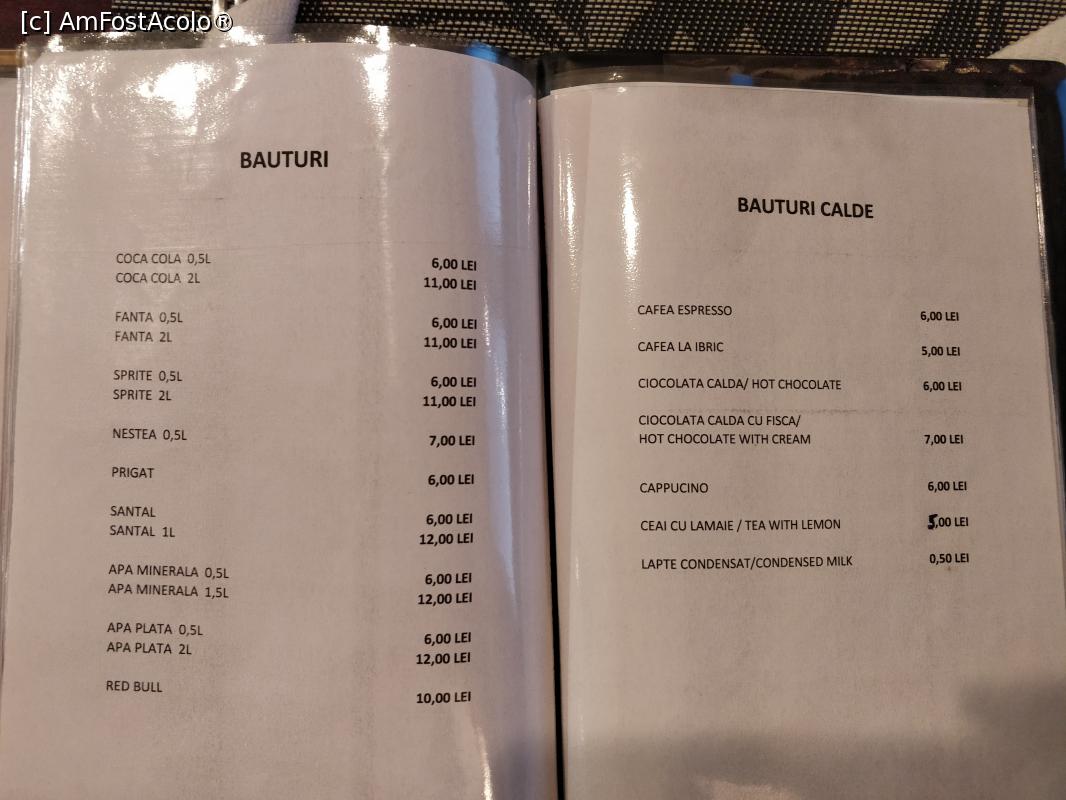 [c] AmFostAcolo®
BAUTURI
COCA COLA 0,5L 6,00 LEI
COCA COLA 2L 11,00 LEI
FANTA 0,5L 6,00 LEI
FANTA 2L 11,00 LEI
SPRITE 0,5L 6,00 LEI
SPRITE 2L 11,00 LEI
NESTEA 0,5L 7,00 LEI
PRIGAT 6,00 LEI
SANTAL 6,00 LEI
SANTAL 1L 12,00 LEI
APA MINERALA 0,5L 6,00 LEI
APA MINERALA 1,5L 12,00 LEI
APA PLATA 0,5L 6,00 LEI
APA PLATA 2L 12,00 LEI
RED BULL 10,00 LEI
BAUTURI CALDE
CAFEA ESPRESSO 6,00 LEI
CAFEA LA IBRIC 5,00 LEI
CIOCOLATA CALDA/ HOT CHOCOLATE 6,00 LEI
CIOCOLATA CALDA CU FISCA/
HOT CHOCOLATE WITH CREAM 7,00 LEI
CAPPUCINO 6,00 LEI
CEAI CU LAMAIE / TEA WITH LEMON 5,00 LEI
LAPTE CONDENSAT/CONDENSED MILK 0,50 LEI